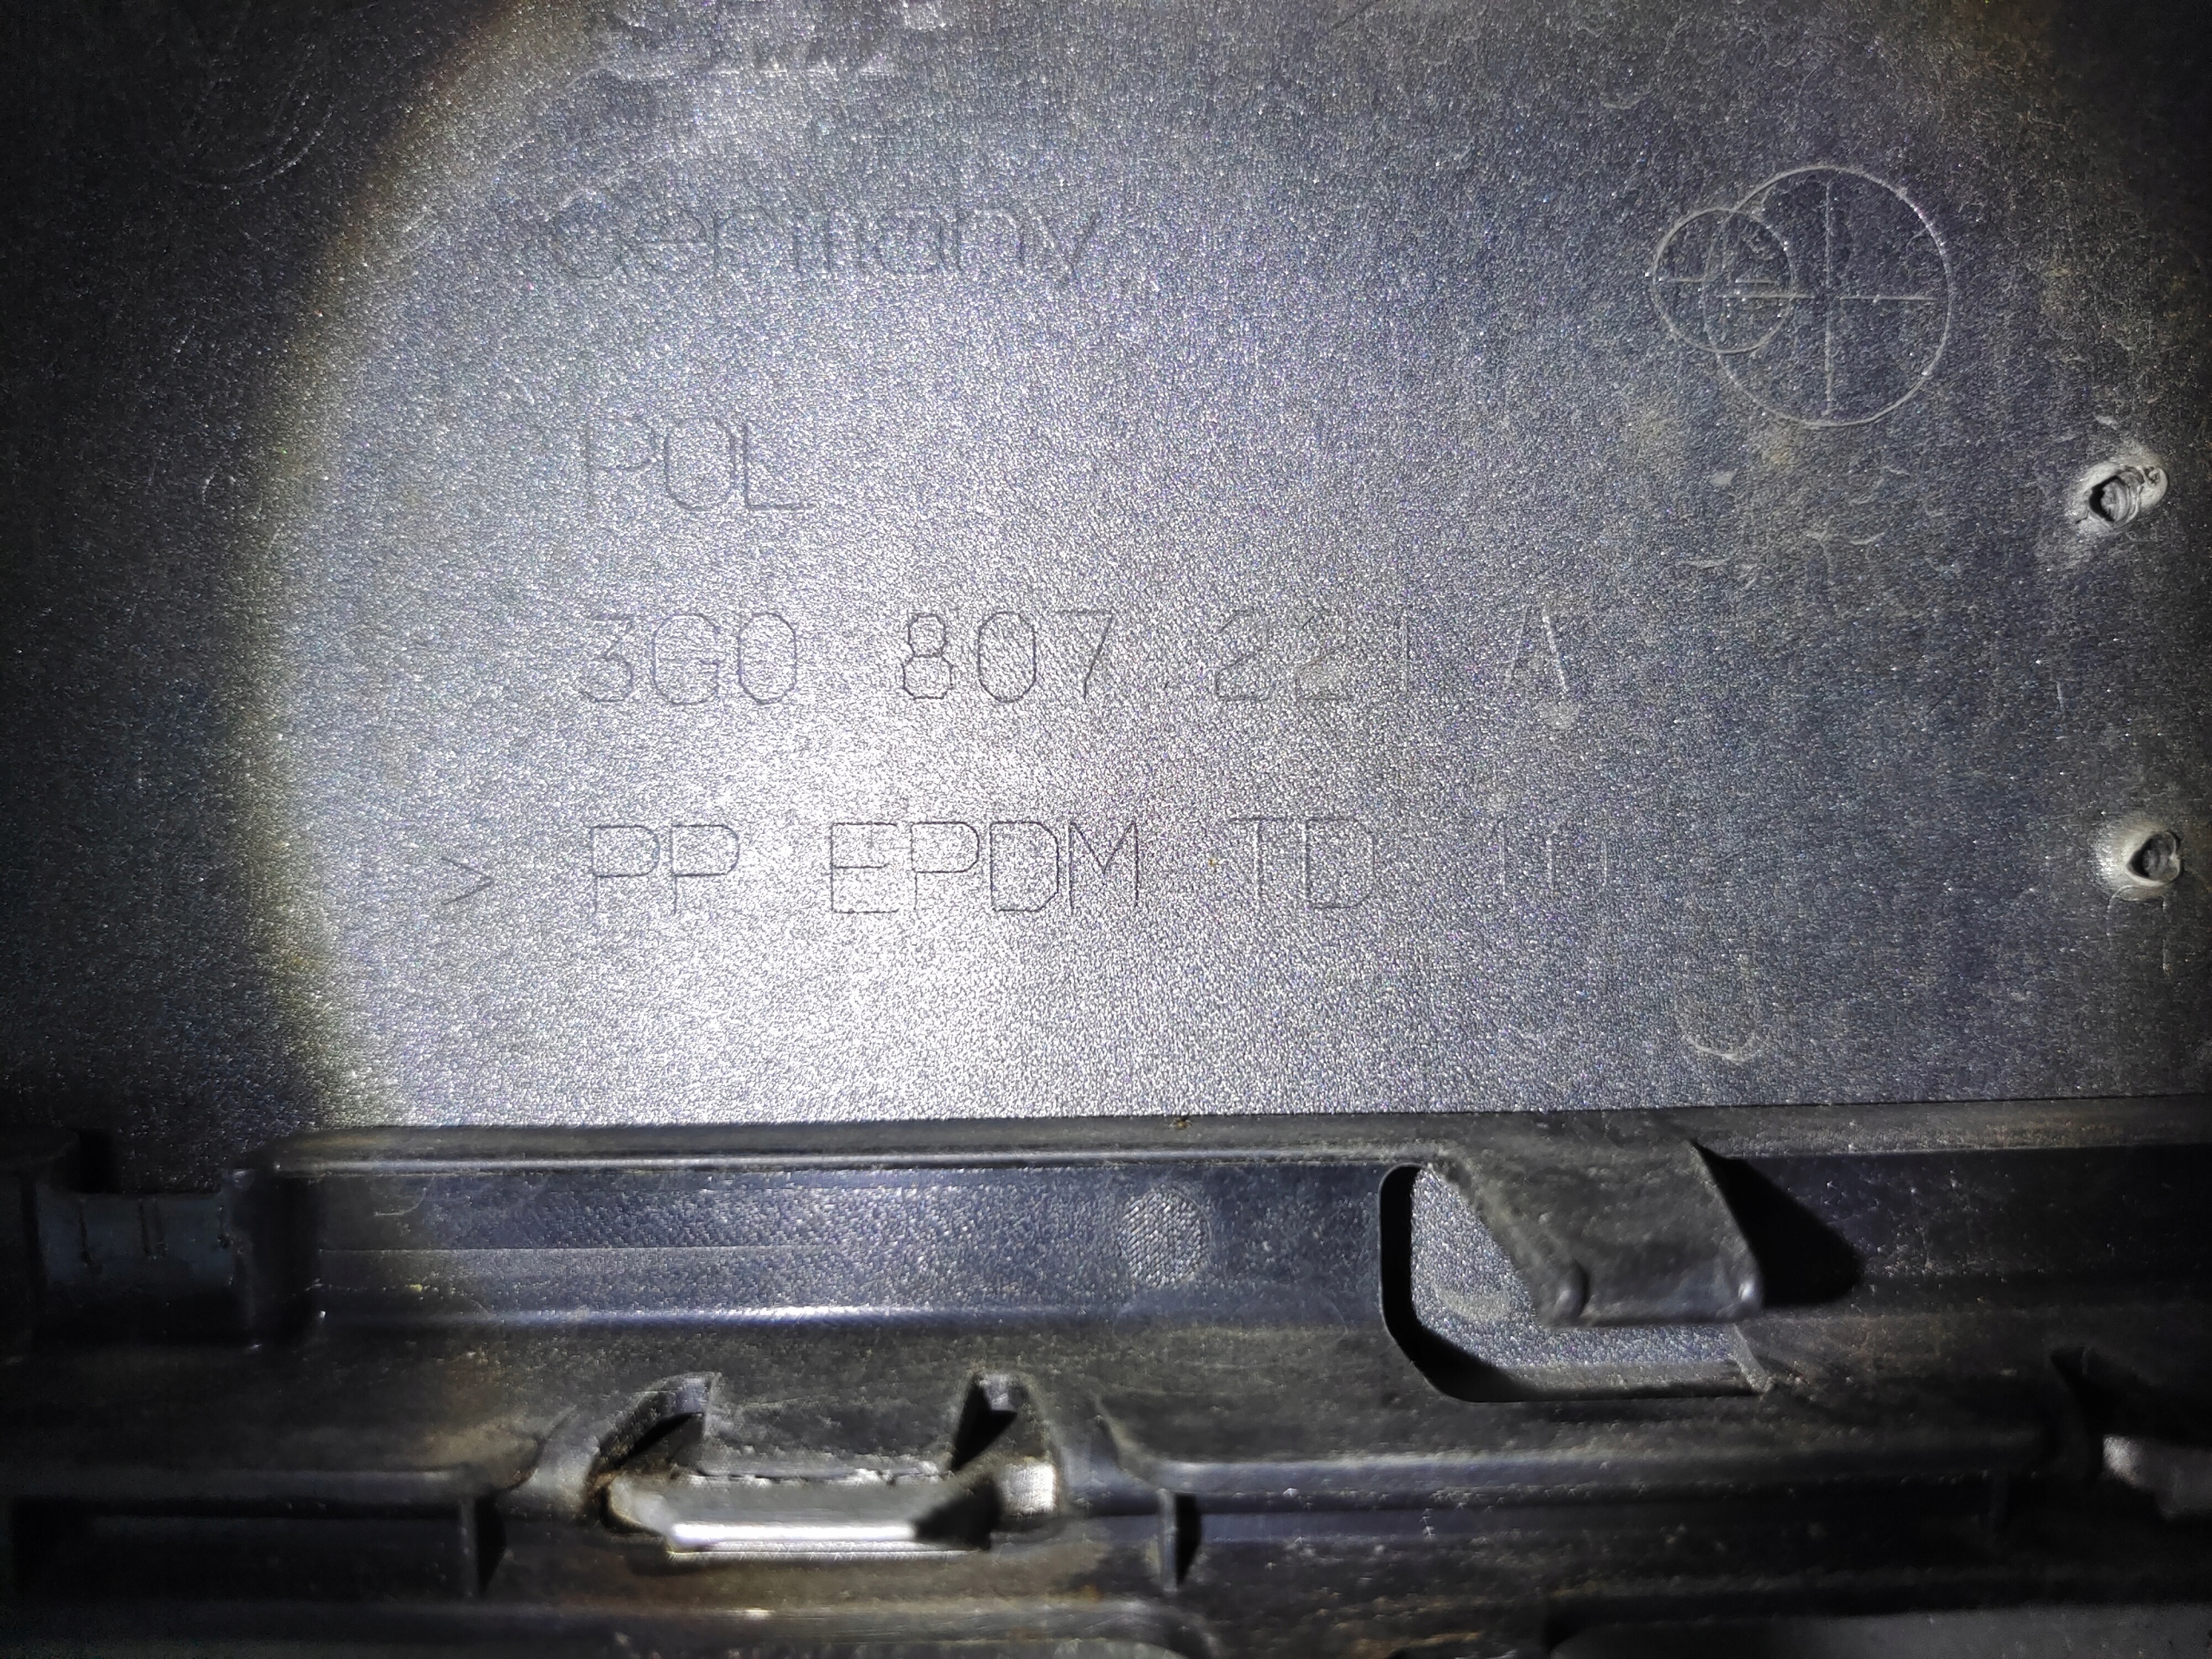 Germany
POL
3G0 807.221 A
> PP EPDM TD 10